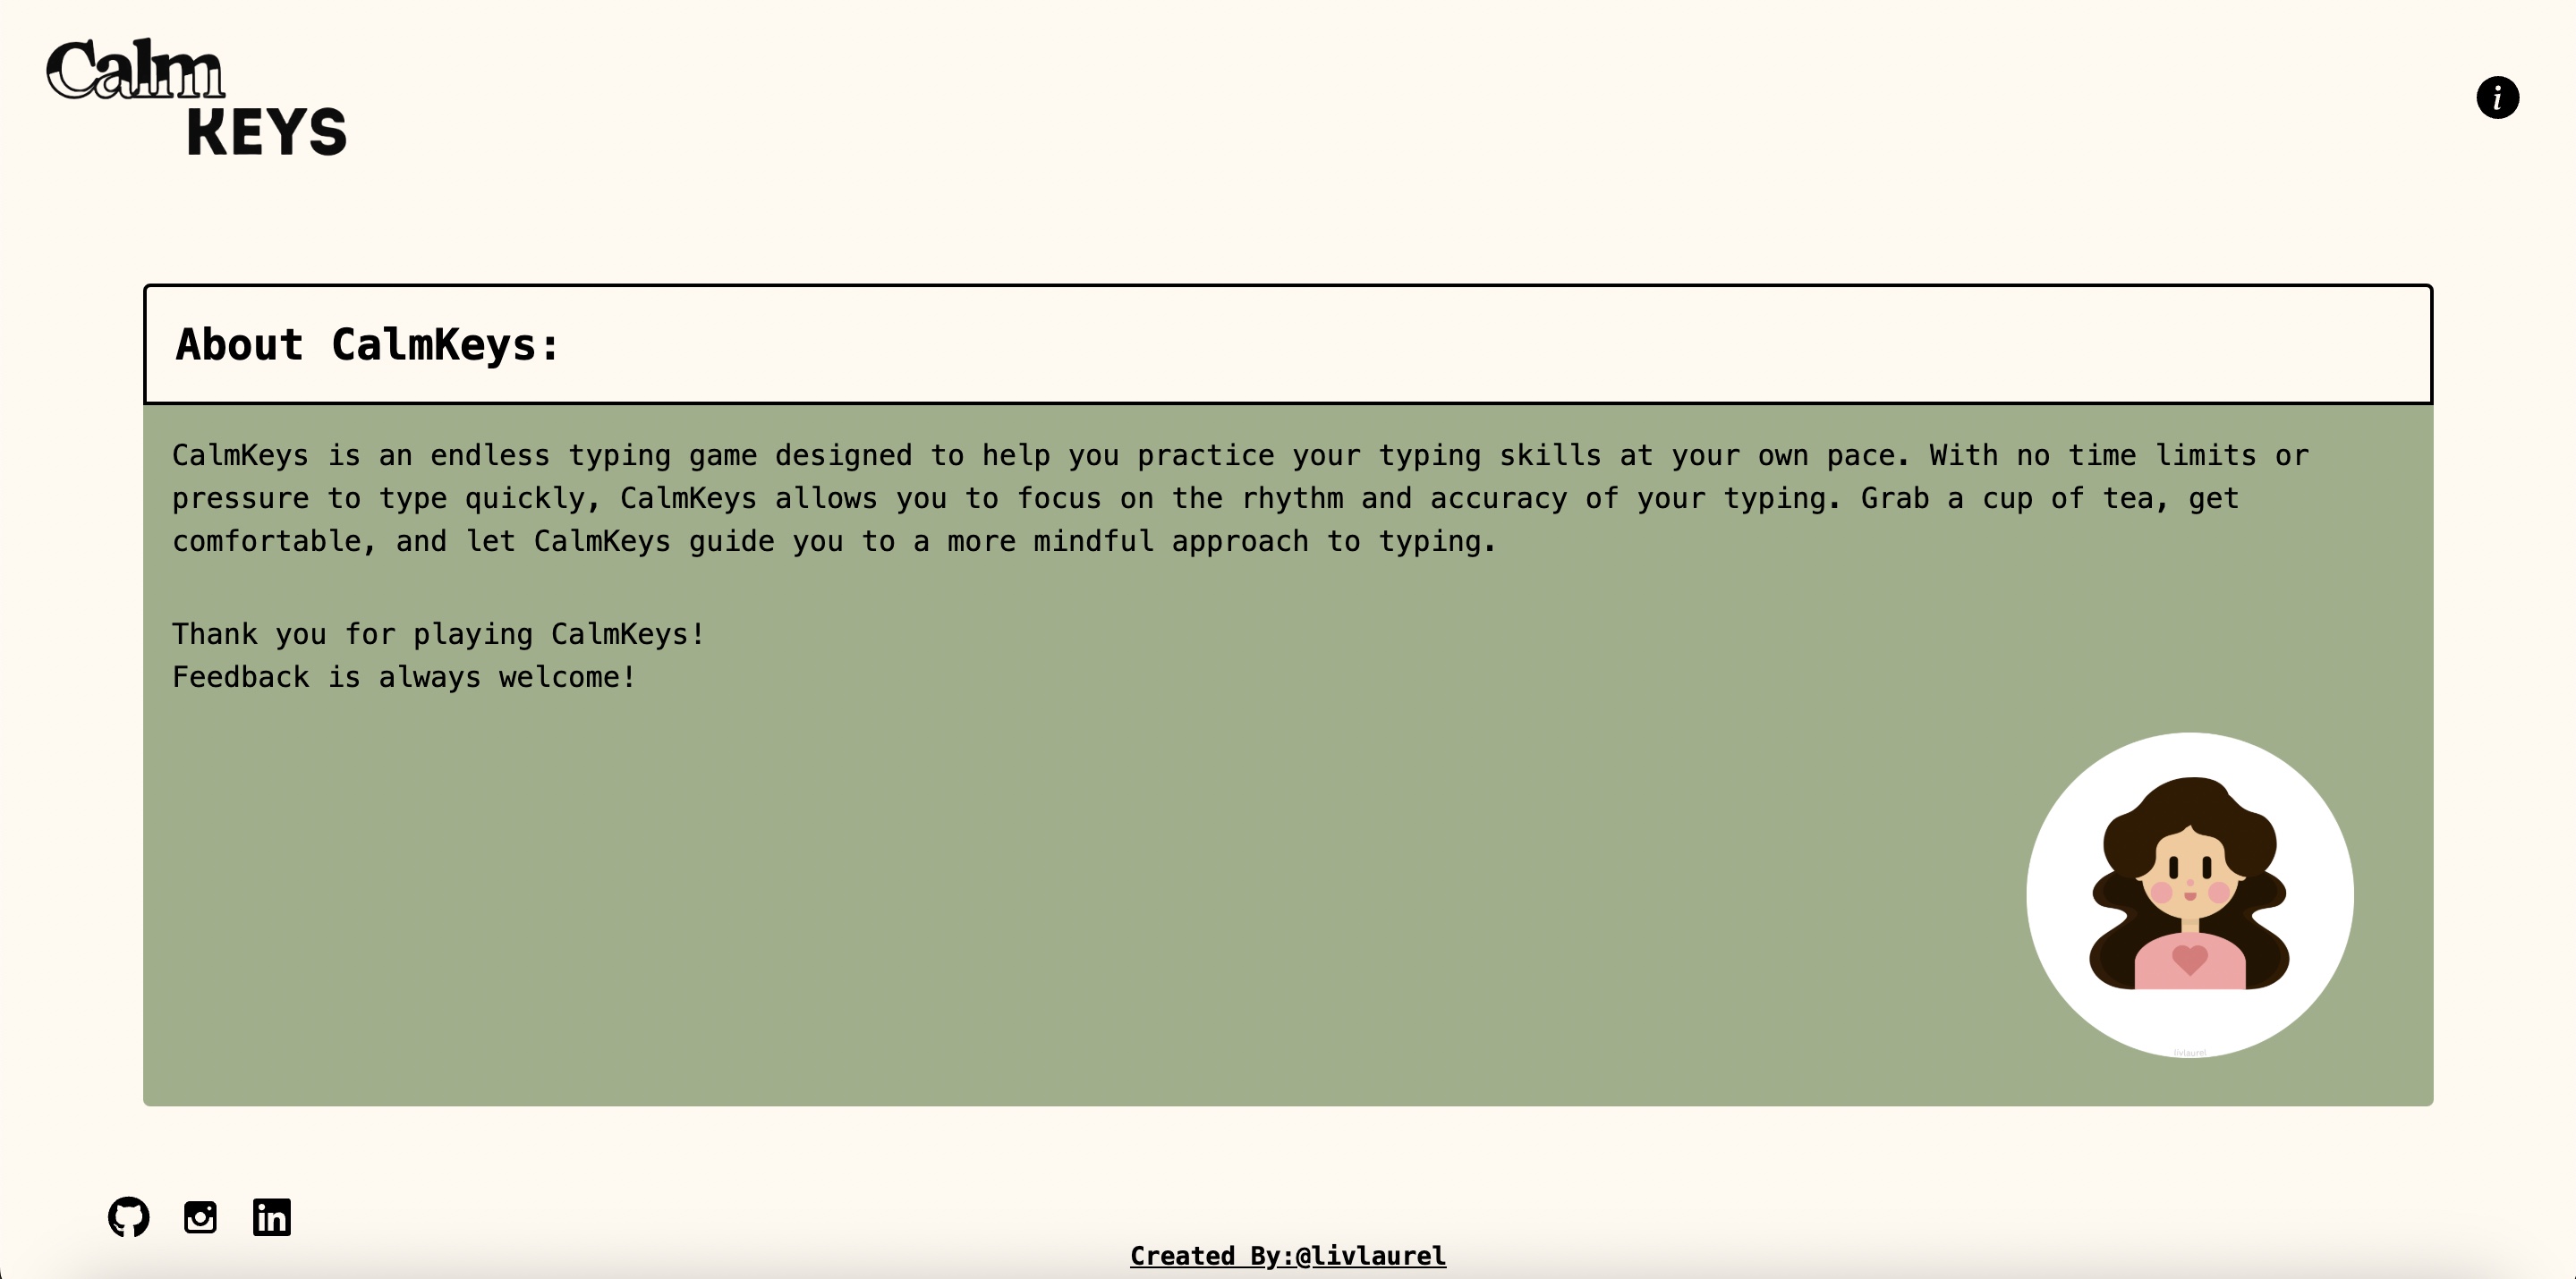 Calm
KEYS
i
About CalmKeys:
CalmKeys is an endless typing game designed to help you practice your typing skills at your own pace. With no time limits or
pressure to type quickly, CalmKeys allows you to focus on the rhythm and accuracy of your typing. Grab a cup of tea, get
comfortable, and let CalmKeys guide you to a more mindful approach to typing.
Thank you for playing CalmKeys!
Feedback is always welcome!
livlaurel
in
Created By:@livlaurel